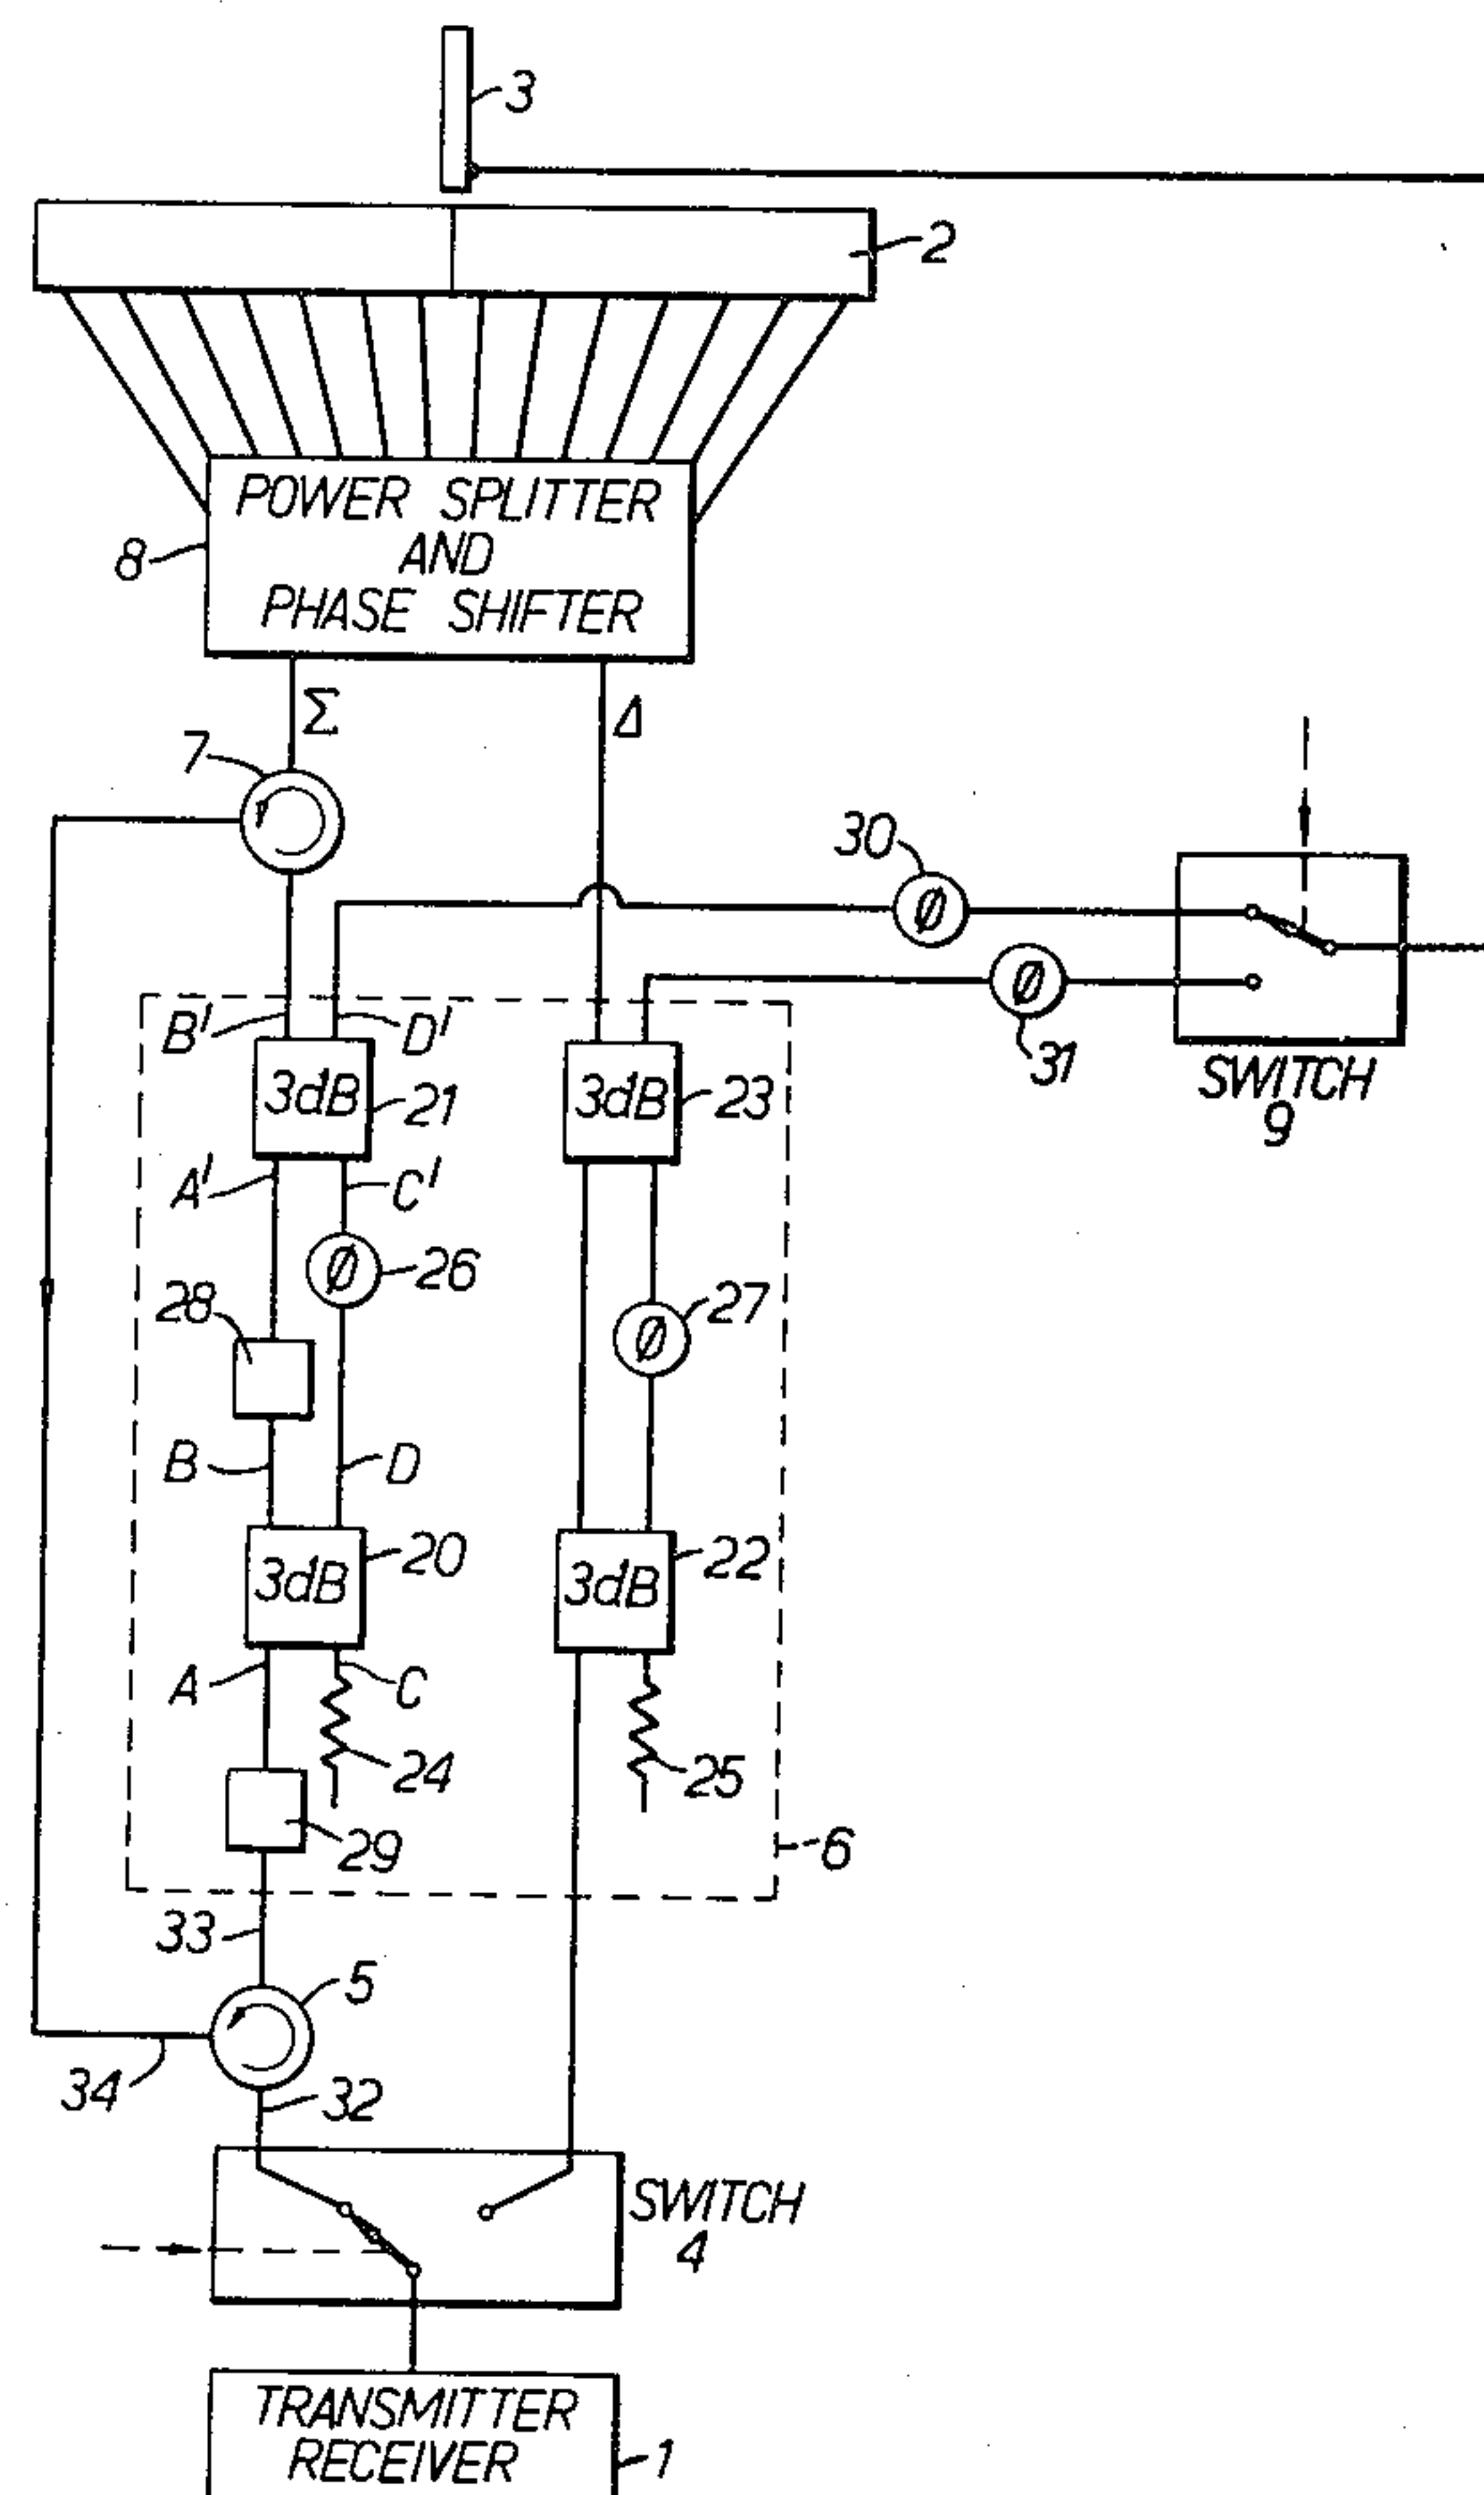 3
2
POWER SPLITTER
AND
PHASE SHIFTER
8
Σ
Δ
7
30
B'
D'
31
3dB
21
3dB
23
SWITCH
9
A'
C'
Ø
Ø
Ø
26
28
27
Ø
B
D
3dB
20
3dB
22
A
C
24
25
29
6
33
5
34
32
SWITCH
4
TRANSMITTER
RECEIVER
1